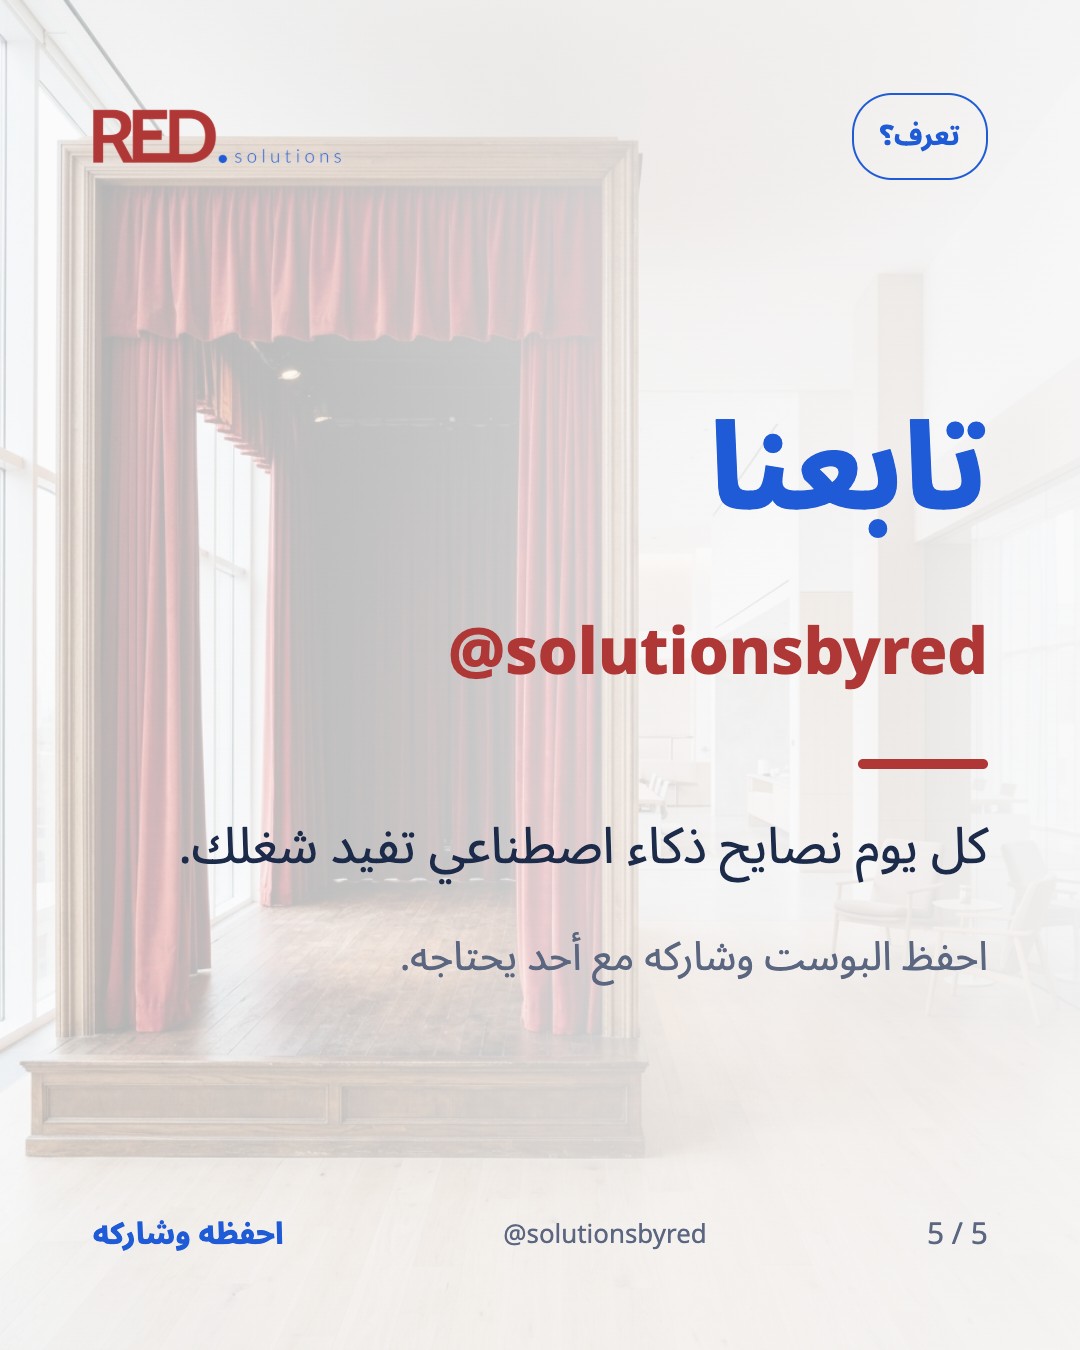 RED.solutions
تعرف؟
تابعنا
@solutionsbyred
كل يوم نصايح ذكاء اصطناعي تفيد شغلك.
احفظ البوست وشاركه مع أحد يحتاجه.
احفظه وشاركه
@solutionsbyred
5 / 5